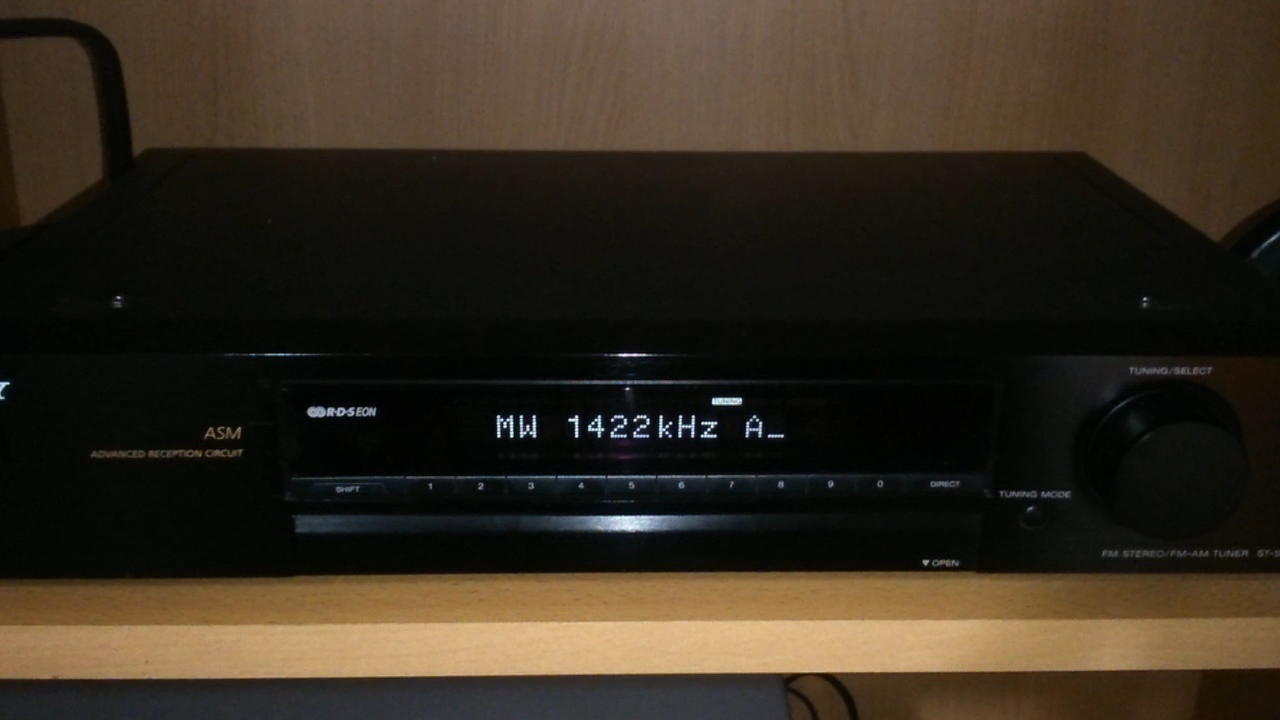 TUNING/SELECT
TUNING
R·D·S EON
MW 1422kHz A_
ASM
ADVANCED RECEPTION CIRCUIT
SHIFT 1 2 3 4 5 6 7 8 9 0 DIRECT
TUNING MODE
FM STEREO/FM-AM TUNER ST-S
▼ OPEN